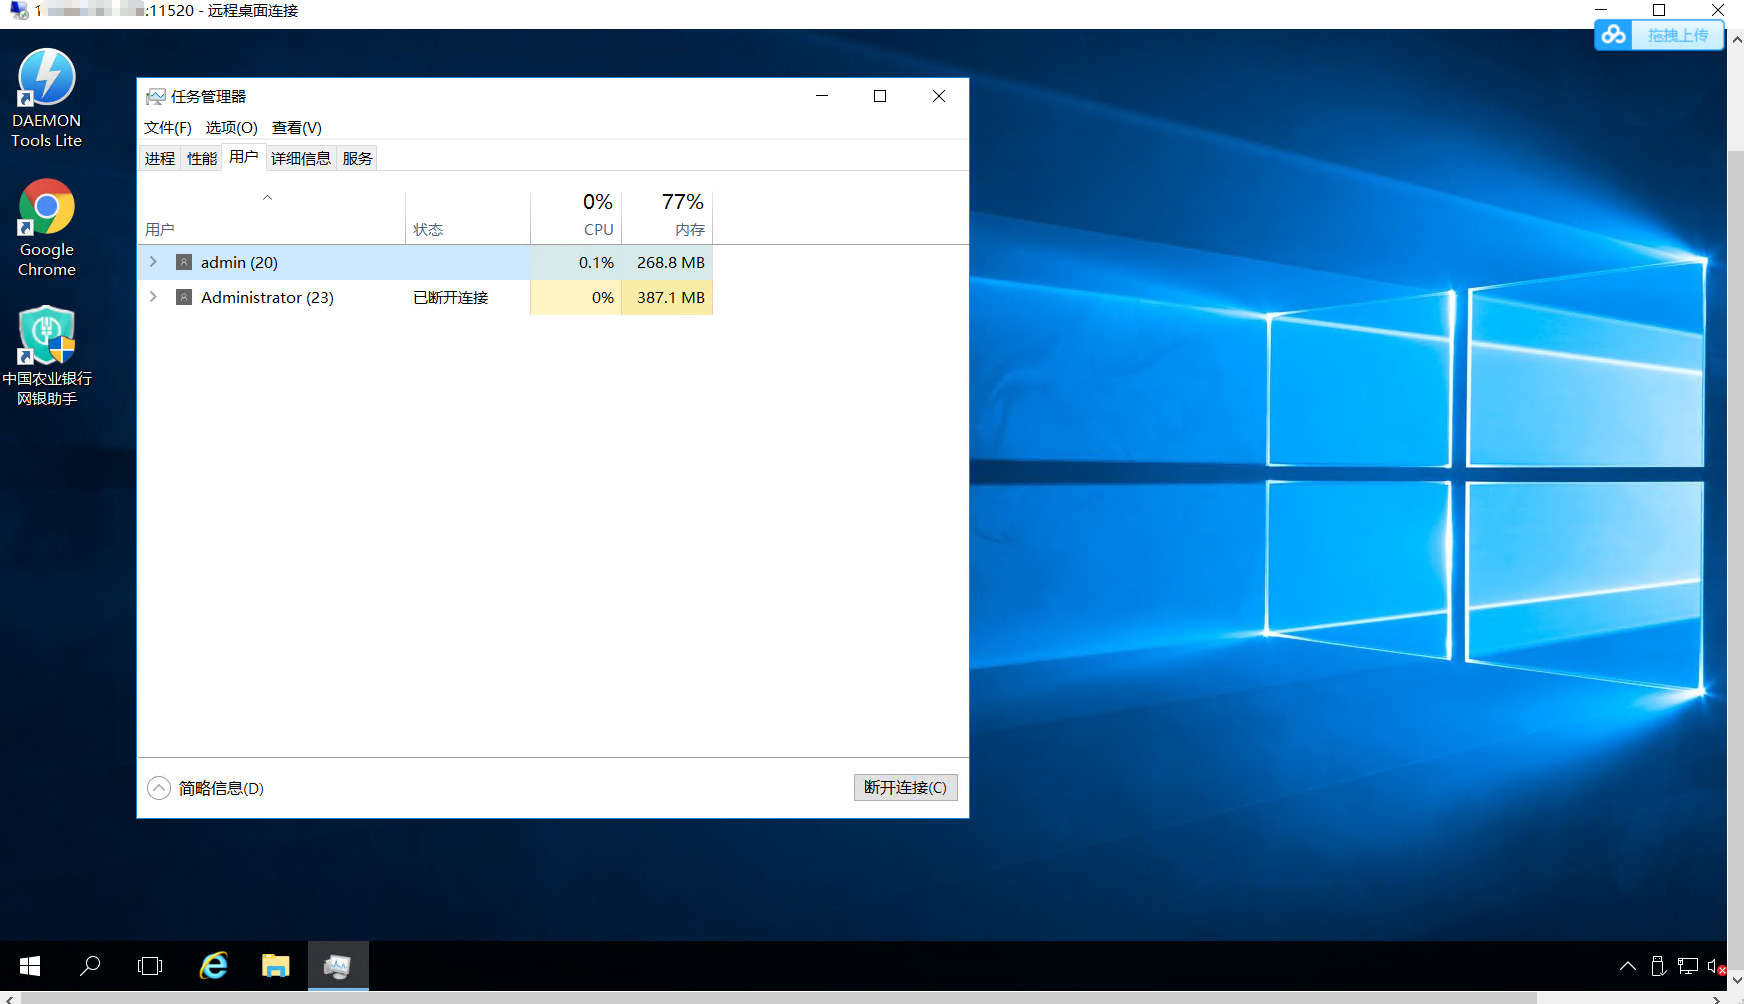 :11520 - 远程桌面连接
拖拽上传
DAEMON
Tools Lite
Google
Chrome
中国农业银行
网银助手
任务管理器
文件(F) 选项(O) 查看(V)
进程 性能 用户 详细信息 服务
0% 77%
用户 状态 CPU 内存
admin (20) 0.1% 268.8 MB
Administrator (23) 已断开连接 0% 387.1 MB
简略信息(D) 断开连接(C)